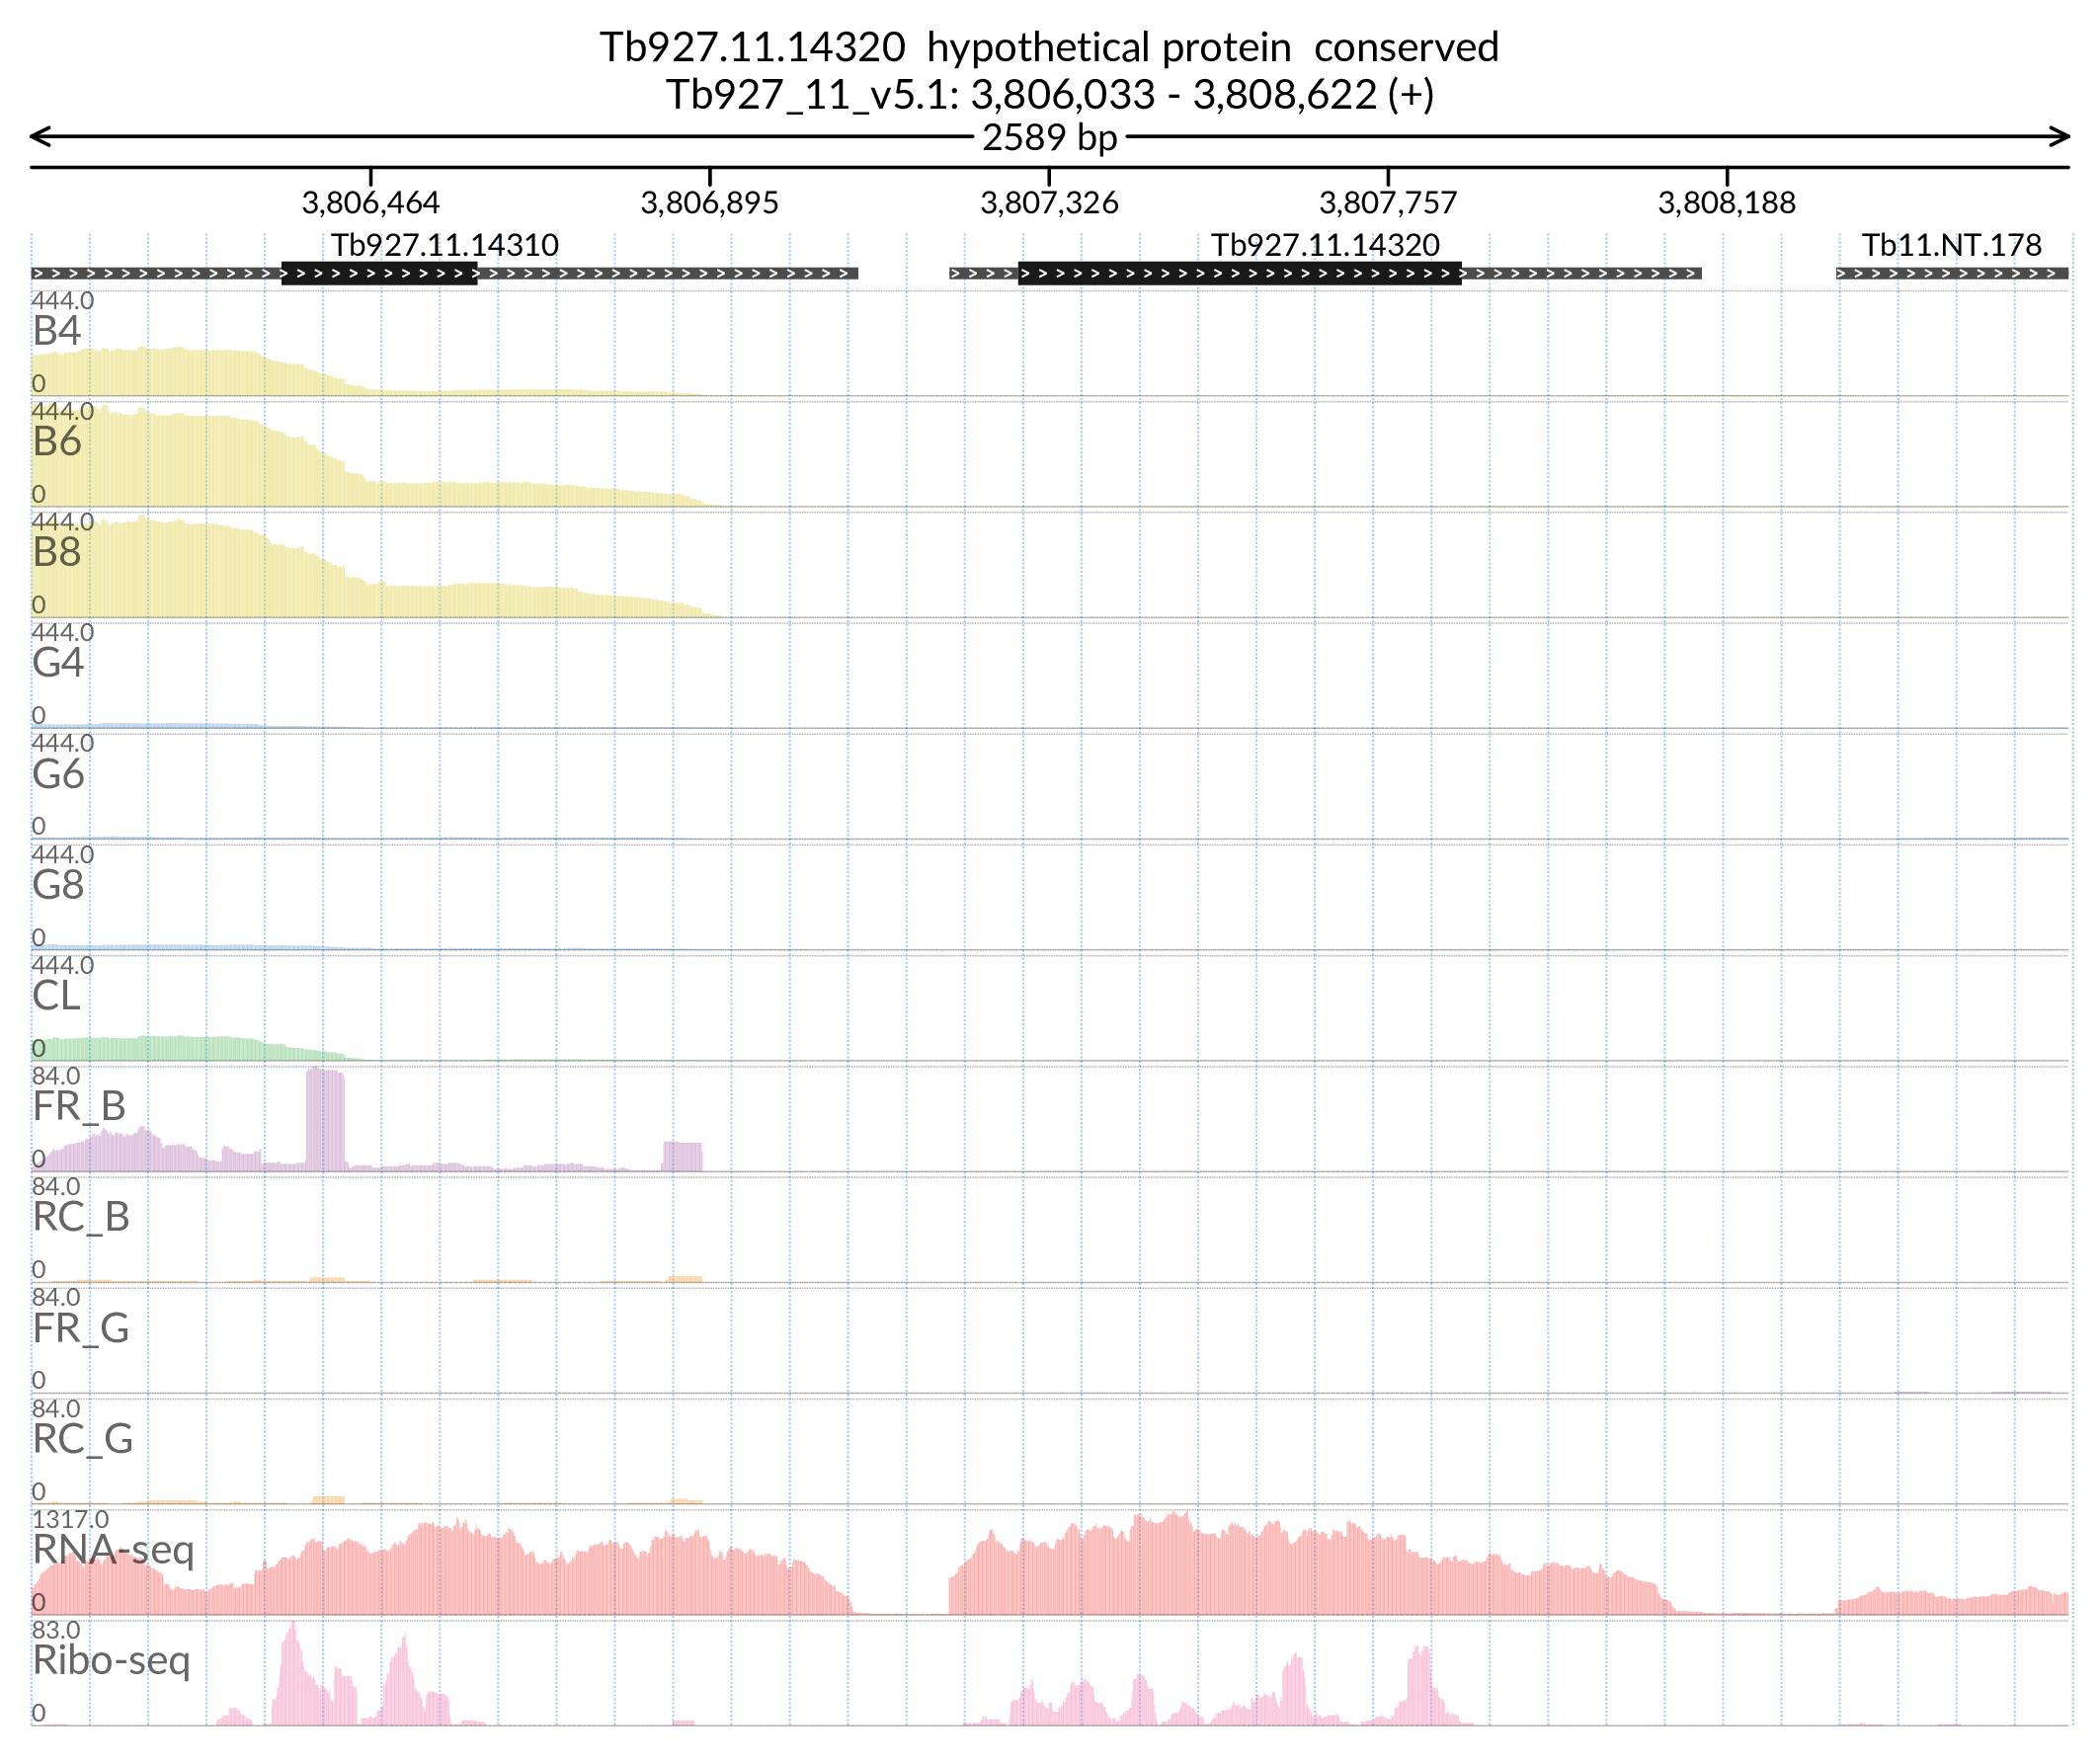 Tb927.11.14320 hypothetical protein conserved
Tb927_11_v5.1: 3,806,033 - 3,808,622 (+)
2589 bp
3,806,464 3,806,895 3,807,326 3,807,757 3,808,188
Tb927.11.14310 Tb927.11.14320 Tb11.NT.178
444.0
B4
0
444.0
B6
0
444.0
B8
0
444.0
G4
0
444.0
G6
0
444.0
G8
0
444.0
CL
0
84.0
FR_B
0
84.0
RC_B
0
84.0
FR_G
0
84.0
RC_G
0
1317.0
RNA-seq
0
83.0
Ribo-seq
0